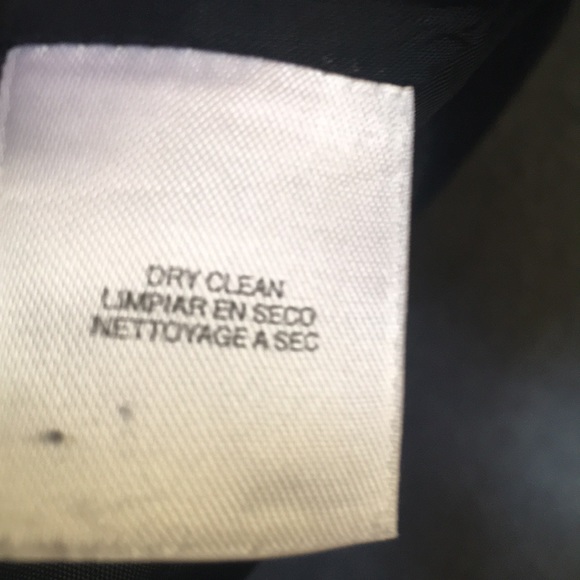 DRY CLEAN
LIMPIAR EN SECO
NETTOYAGE A SEC